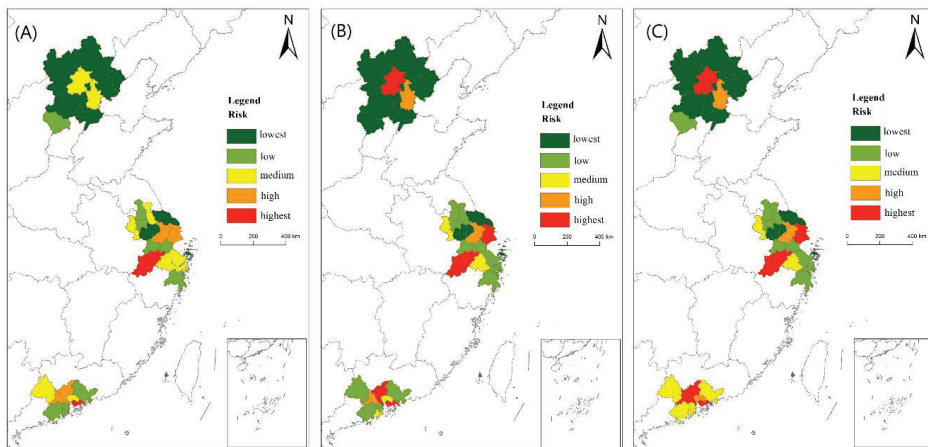 (A)
N
Legend
Risk
lowest
low
medium
high
highest
0 200 400 km
(B)
N
Legend
Risk
lowest
low
medium
high
highest
0 200 400 km
(C)
N
Legend
Risk
lowest
low
medium
high
highest
0 200 400 km